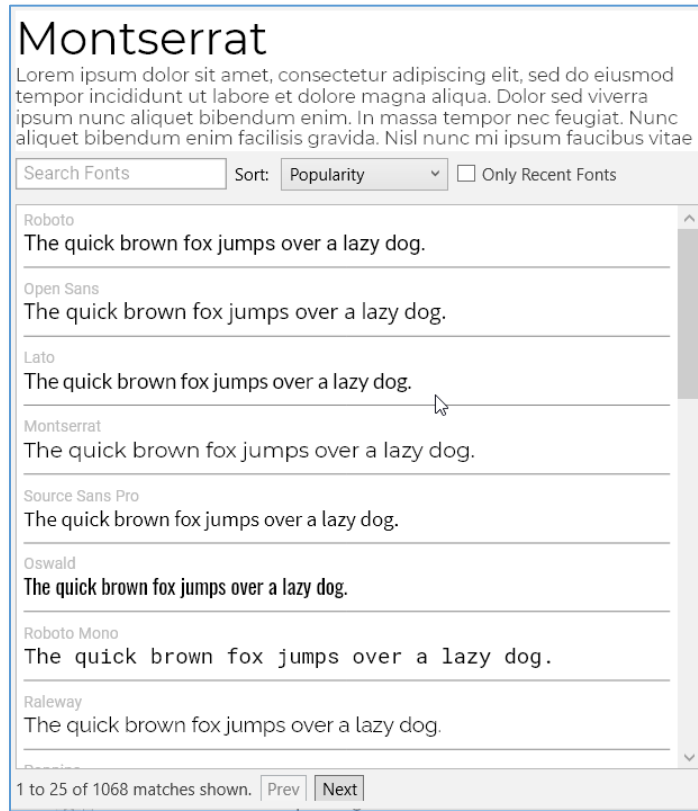 Montserrat
Lorem ipsum dolor sit amet, consectetur adipiscing elit, sed do eiusmod
tempor incididunt ut labore et dolore magna aliqua. Dolor sed viverra
ipsum nunc aliquet bibendum enim. In massa tempor nec feugiat. Nunc
aliquet bibendum enim facilisis gravida. Nisl nunc mi ipsum faucibus vitae
Search Fonts Sort: Popularity Only Recent Fonts
Roboto
The quick brown fox jumps over a lazy dog.
Open Sans
The quick brown fox jumps over a lazy dog.
Lato
The quick brown fox jumps over a lazy dog.
Montserrat
The quick brown fox jumps over a lazy dog.
Source Sans Pro
The quick brown fox jumps over a lazy dog.
Oswald
The quick brown fox jumps over a lazy dog.
Roboto Mono
The quick brown fox jumps over a lazy dog.
Raleway
The quick brown fox jumps over a lazy dog.
1 to 25 of 1068 matches shown. Prev Next